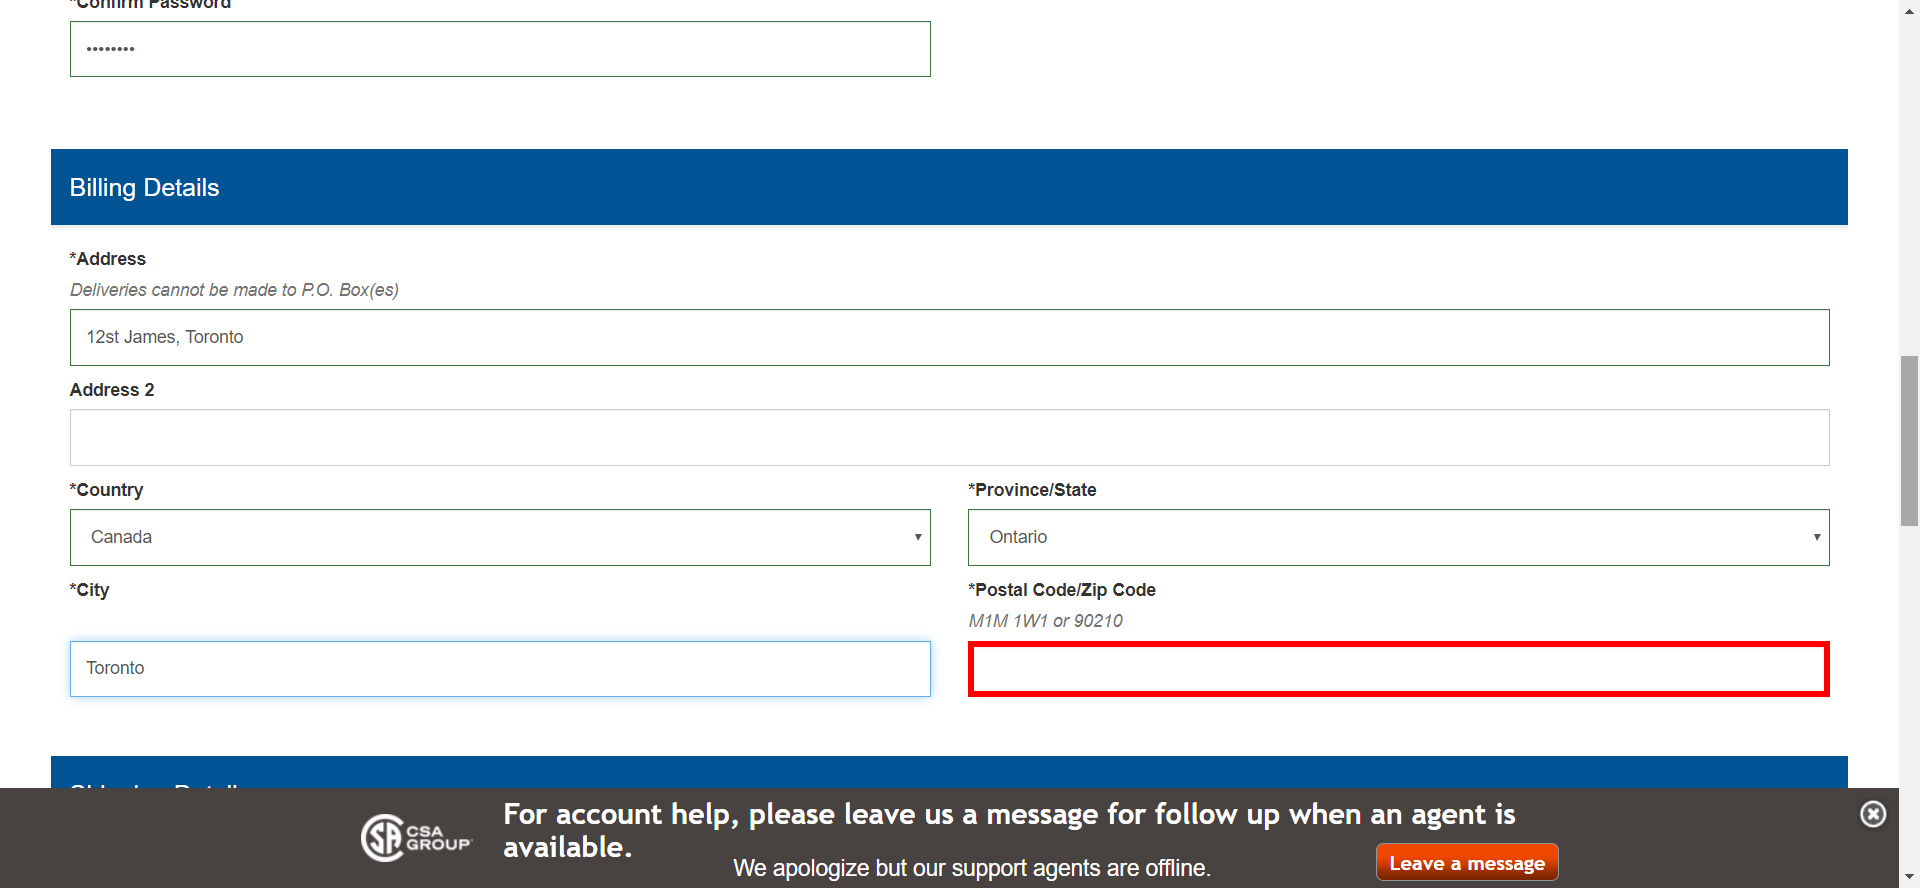 *Confirm Password
••••••••
Billing Details
*Address
Deliveries cannot be made to P.O. Box(es)
12st James, Toronto
Address 2
*Country
*Province/State
Canada
Ontario
*City
*Postal Code/Zip Code
M1M 1W1 or 90210
Toronto
Shipping Details
For account help, please leave us a message for follow up when an agent is
available.
CSA
GROUP
We apologize but our support agents are offline.
Leave a message